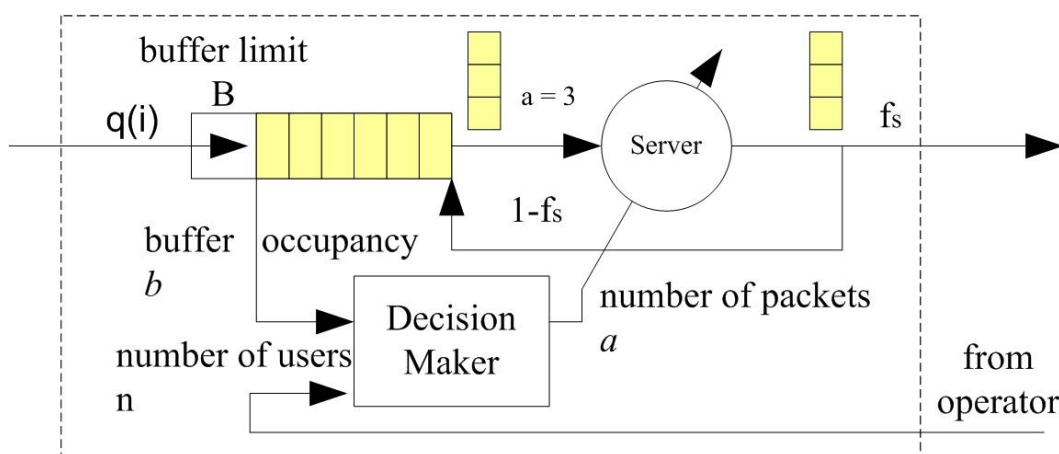 buffer limit
B
q(i)
a = 3
Server
fs
1-fs
buffer occupancy
b
Decision
Maker
number of packets
a
number of users
n
from
operator